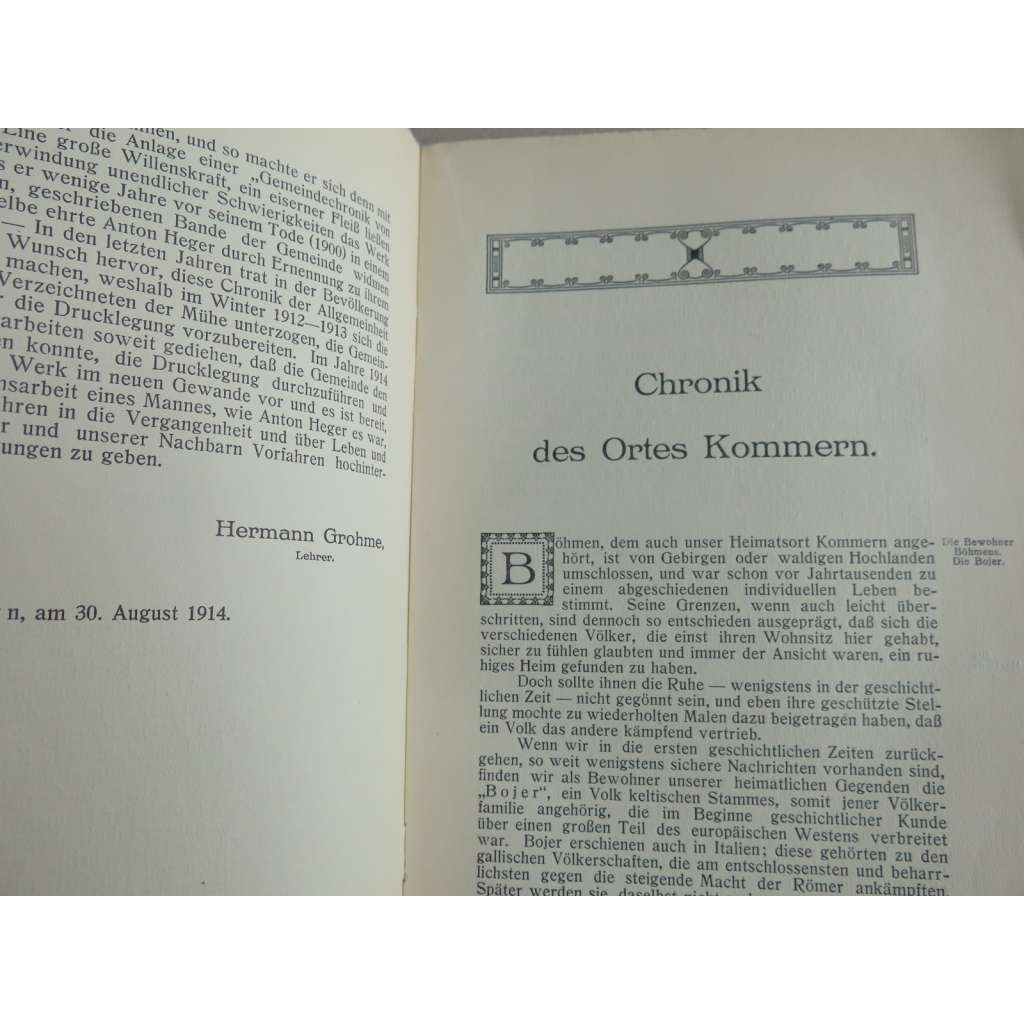 die Anlage einer „Gemeindechronik von
und so machte er sich denn mit
Eine große Willenskraft, ein eiserner Fleiß ließen
erwindung unendlicher Schwierigkeiten das Werk
s er wenige Jahre vor seinem Tode (1900) in einem
n, geschriebenen Bande der Gemeinde widmen
elbe ehrte Anton Heger durch Ernennung zu ihrem
— In den letzten Jahren trat in der Bevölkerung
Wunsch hervor, diese Chronik der Allgemeinheit
machen, weshalb im Winter 1912—1913 sich die
Verzeichneten der Mühe unterzogen, die Gemein-
r die Drucklegung vorzubereiten. Im Jahre 1914
arbeiten soweit gediehen, daß die Gemeinde den
en konnte, die Drucklegung durchzuführen und
Werk im neuen Gewande vor und es ist bereit,
nsarbeit eines Mannes, wie Anton Heger es war,
hren in die Vergangenheit und über Leben und
er und unserer Nachbarn Vorfahren hochinter-
ungen zu geben.
Hermann Grohme,
Lehrer.
n, am 30. August 1914.
Chronik
des Ortes Kommern.
Böhmen, dem auch unser Heimatsort Kommern ange-
hört, ist von Gebirgen oder waldigen Hochlanden
umschlossen, und war schon vor Jahrtausenden zu
einem abgeschiedenen individuellen Leben be-
stimmt. Seine Grenzen, wenn auch leicht über-
schritten, sind dennoch so entschieden ausgeprägt, daß sich die
verschiedenen Völker, die einst ihren Wohnsitz hier gehabt,
sicher zu fühlen glaubten und immer der Ansicht waren, ein ru-
higes Heim gefunden zu haben.
Doch sollte ihnen die Ruhe — wenigstens in der geschicht-
lichen Zeit — nicht gegönnt sein, und eben ihre geschützte Stel-
lung mochte zu wiederholten Malen dazu beigetragen haben, daß
ein Volk das andere kämpfend vertrieb.
Wenn wir in die ersten geschichtlichen Zeiten zurück-
gehen, so weit wenigstens sichere Nachrichten vorhanden sind,
finden wir als Bewohner unserer heimatlichen Gegenden die
„Bojer", ein Volk keltischen Stammes, somit jener Völker-
familie angehörig, die im Beginne geschichtlicher Kunde
über einen großen Teil des europäischen Westens verbreitet
war. Bojer erschienen auch in Italien; diese gehörten zu den
gallischen Völkerschaften, die am entschlossensten und beharr-
lichsten gegen die steigende Macht der Römer ankämpften.
Später werden sie daselbst
Die Bewohner
Böhmens.
Die Bojer.